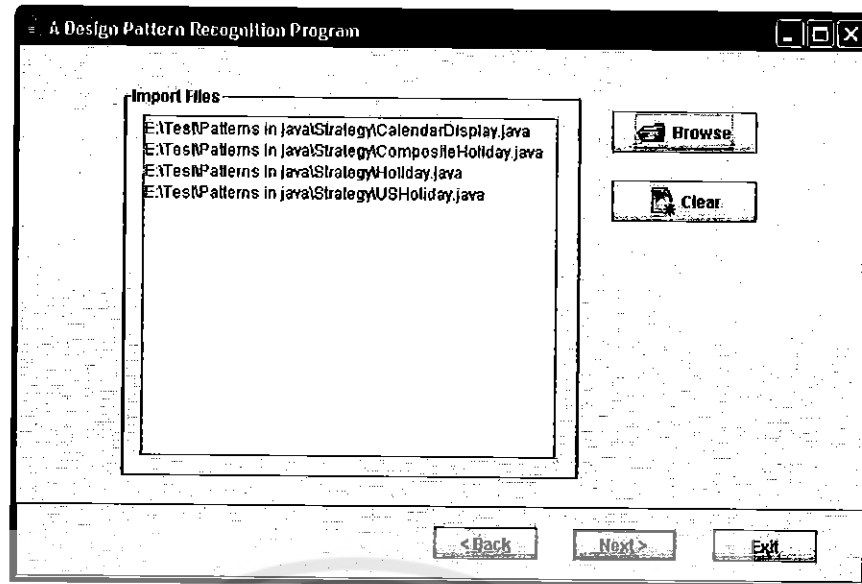 A Design Pattern Recognition Program
Import Files
E:\Test\Patterns in java\Strategy\CalendarDisplay.java
E:\Test\Patterns in java\Strategy\CompositeHoliday.java
E:\Test\Patterns in java\Strategy\Holiday.java
E:\Test\Patterns in java\Strategy\USHoliday.java
Browse
Clear
< Back
Next >
Exit